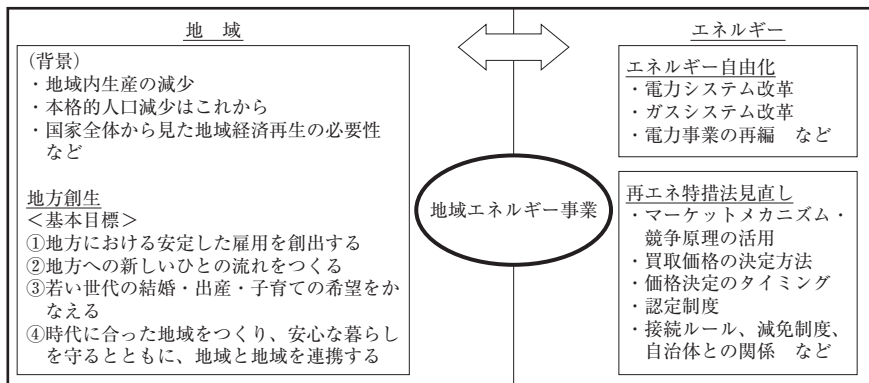 地　域
(背景)
・地域内生産の減少
・本格的人口減少はこれから
・国家全体から見た地域経済再生の必要性
など
地方創生
＜基本目標＞
①地方における安定した雇用を創出する
②地方への新しいひとの流れをつくる
③若い世代の結婚・出産・子育ての希望をか
なえる
④時代に合った地域をつくり、安心な暮らし
を守るとともに、地域と地域を連携する
地域エネルギー事業
エネルギー
エネルギー自由化
・電力システム改革
・ガスシステム改革
・電力事業の再編　など
再エネ特措法見直し
・マーケットメカニズム・
競争原理の活用
・買取価格の決定方法
・価格決定のタイミング
・認定制度
・接続ルール、減免制度、
自治体との関係　など